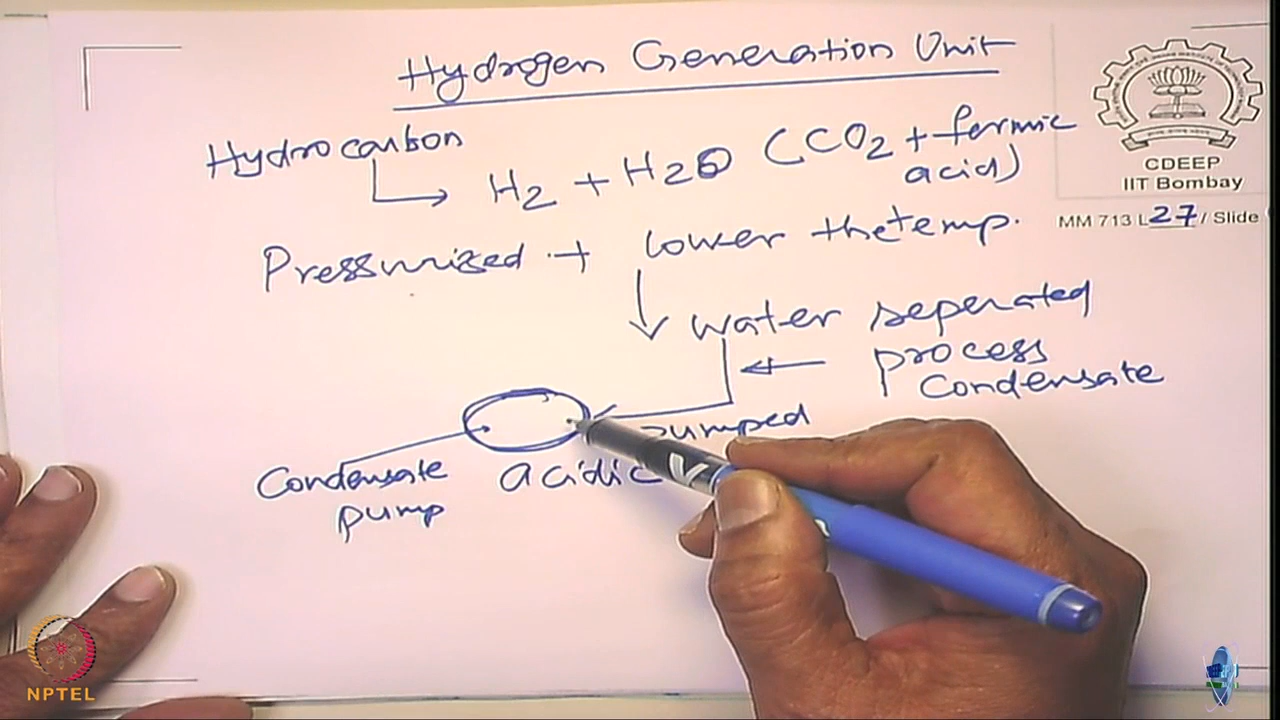 Hydrogen Generation Unit
Hydrocarbon
H2 + H2O (CO2 + formic
acid)
Pressurized + lower the temp.
water seperated
process
Condensate
pumped
Condensate
pump
acidic
CDEEP
IIT Bombay
MM 713 L 27 / Slide
NPTEL